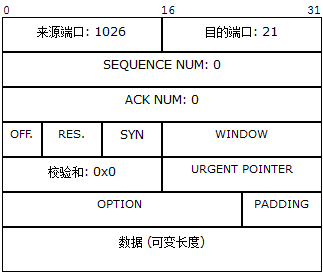 0 16 31
来源端口: 1026 目的端口: 21
SEQUENCE NUM: 0
ACK NUM: 0
OFF. RES. SYN WINDOW
校验和: 0x0 URGENT POINTER
OPTION PADDING
数据 (可变长度)